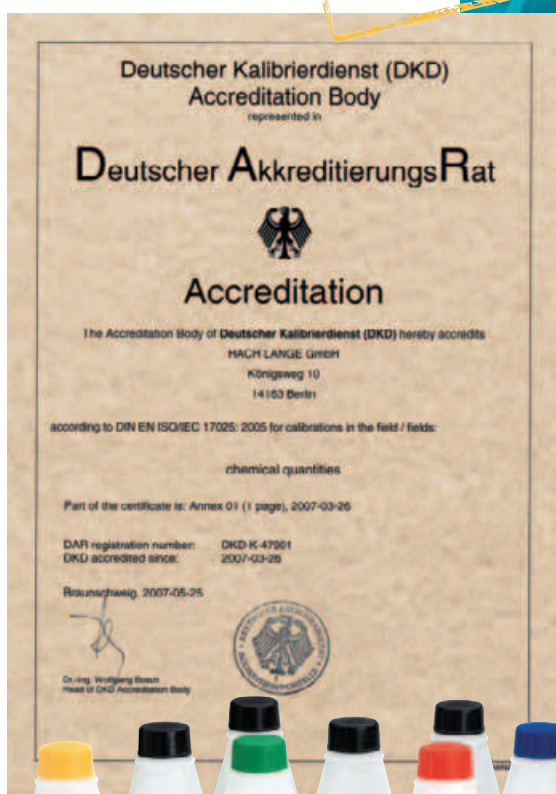 Deutscher Kalibrierdienst (DKD)
Accreditation Body
represented in
Deutscher AkkreditierungsRat
Accreditation
The Accreditation Body of Deutscher Kalibrierdienst (DKD) hereby accredits
HACH LANGE GmbH
Königsweg 10
14163 Berlin
according to DIN EN ISO/IEC 17025: 2005 for calibrations in the field / fields:
chemical quantities
Part of the certificate is: Annex 01 (1 page), 2007-03-26
DAR registration number: DKD-K-47001
DKD accredited since: 2007-03-26
Braunschweig, 2007-05-25
Dr.-Ing. Wolfgang
Head of DKD Accreditation Body